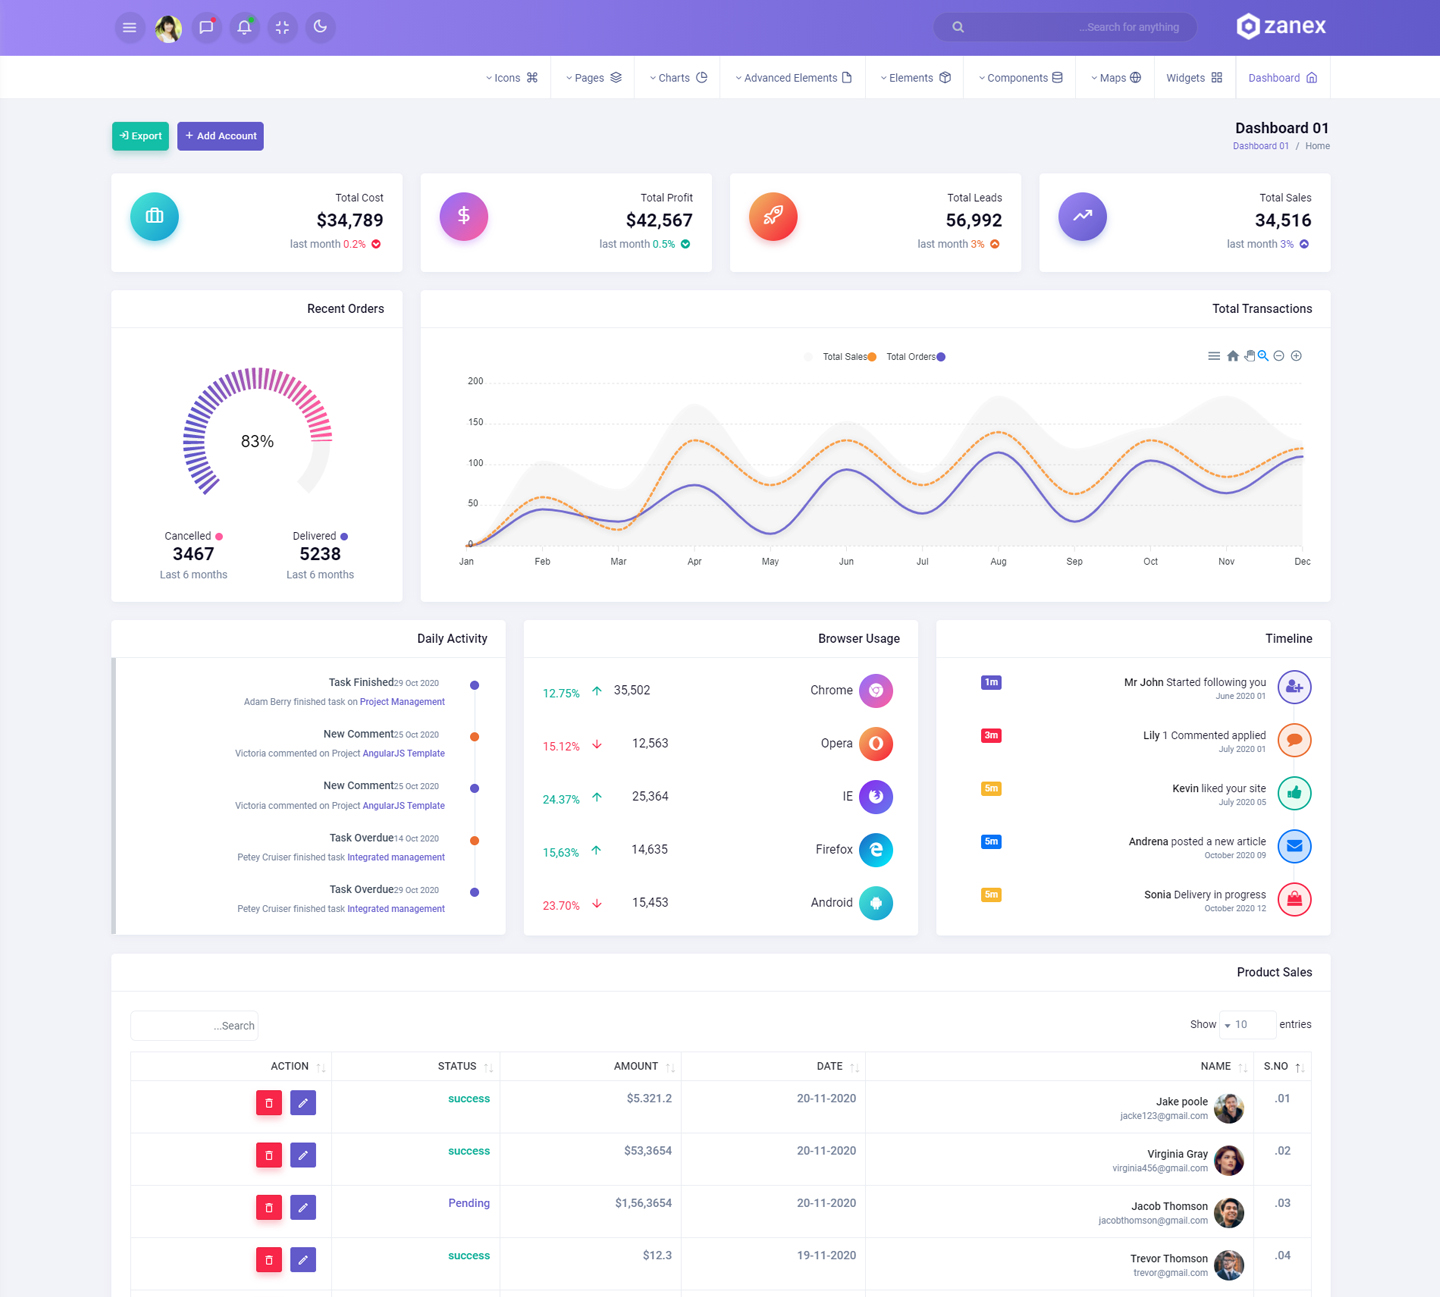 zanex
...Search for anything
Dashboard
Widgets
Maps
Components
Elements
Advanced Elements
Charts
Pages
Icons
Dashboard 01
Dashboard 01 / Home
Export
+ Add Account
Total Sales
34,516
last month 3%
Total Leads
56,992
last month 3%
Total Profit
$42,567
last month 0.5%
Total Cost
$34,789
last month 0.2%
Total Transactions
Total Sales
Total Orders
200
150
100
50
0
Jan Feb Mar Apr May Jun Jul Aug Sep Oct Nov Dec
Recent Orders
83%
Cancelled
3467
Last 6 months
Delivered
5238
Last 6 months
Timeline
Mr John Started following you 1m
June 2020 01
Lily 1 Commented applied 3m
July 2020 01
Kevin liked your site 5m
July 2020 05
Andrena posted a new article 5m
October 2020 09
Sonia Delivery in progress 5m
October 2020 12
Browser Usage
Chrome 35,502 12.75%
Opera 12,563 15.12%
IE 25,364 24.37%
Firefox 14,635 15,63%
Android 15,453 23.70%
Daily Activity
Task Finished 29 Oct 2020
Adam Berry finished task on Project Management
New Comment 25 Oct 2020
Victoria commented on Project AngularJS Template
New Comment 25 Oct 2020
Victoria commented on Project AngularJS Template
Task Overdue 14 Oct 2020
Petey Cruiser finished task Integrated management
Task Overdue 29 Oct 2020
Petey Cruiser finished task Integrated management
Product Sales
Show 10 entries
...Search
S.NO NAME DATE AMOUNT STATUS ACTION
.01 Jake poole 20-11-2020 $5.321.2 success
jacke123@gmail.com
.02 Virginia Gray 20-11-2020 $53,3654 success
virginia456@gmail.com
.03 Jacob Thomson 20-11-2020 $1,56,3654 Pending
jacobthomson@gmail.com
.04 Trevor Thomson 19-11-2020 $12.3 success
trevor@gmail.com